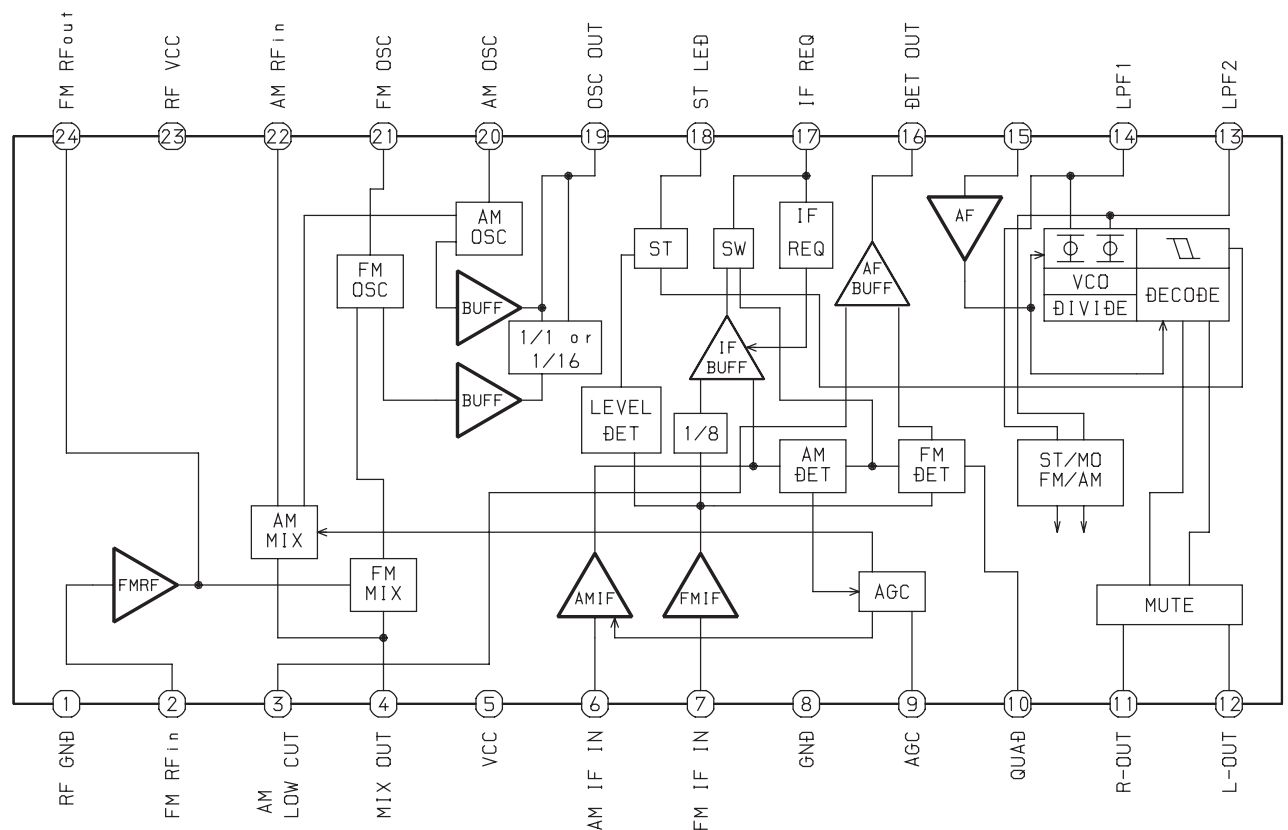 FM RFout
RF VCC
AM RFin
FM OSC
AM OSC
OSC OUT
ST LED
IF REQ
DET OUT
LPF1
LPF2
24
23
22
21
20
19
18
17
16
15
14
13
AM
OSC
FM
OSC
BUFF
1/1 or
1/16
BUFF
ST
SW
IF
REQ
AF
BUFF
AF
VCO
DIVIDE
DECODE
IF
BUFF
LEVEL
DET
1/8
AM
DET
FM
DET
ST/MO
FM/AM
AM
MIX
FMRF
FM
MIX
AMIF
FMIF
AGC
MUTE
1
2
3
4
5
6
7
8
9
10
11
12
RF GND
FM RFin
AM
LOW CUT
MIX OUT
VCC
AM IF IN
FM IF IN
GND
AGC
QUAD
R-OUT
L-OUT